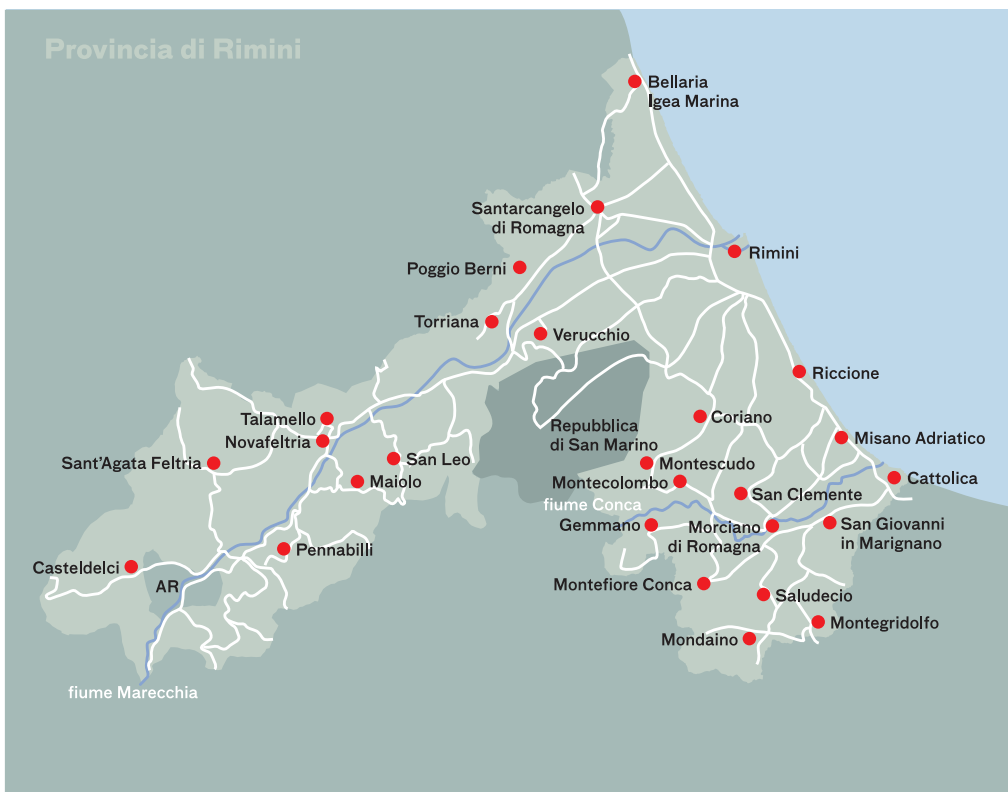 Provincia di Rimini
Bellaria
Igea Marina
Santarcangelo
di Romagna
Rimini
Poggio Berni
Torriana
Verucchio
Riccione
Talamello
Novafeltria
Sant'Agata Feltria
San Leo
Maiolo
Repubblica
di San Marino
Coriano
Misano Adriatico
Montescudo
Montecolombo
Cattolica
San Clemente
fiume Conca
Gemmano
Morciano
di Romagna
San Giovanni
in Marignano
Pennabilli
Casteldelci
AR
Montefiore Conca
Saludecio
Montegridolfo
Mondaino
fiume Marecchia